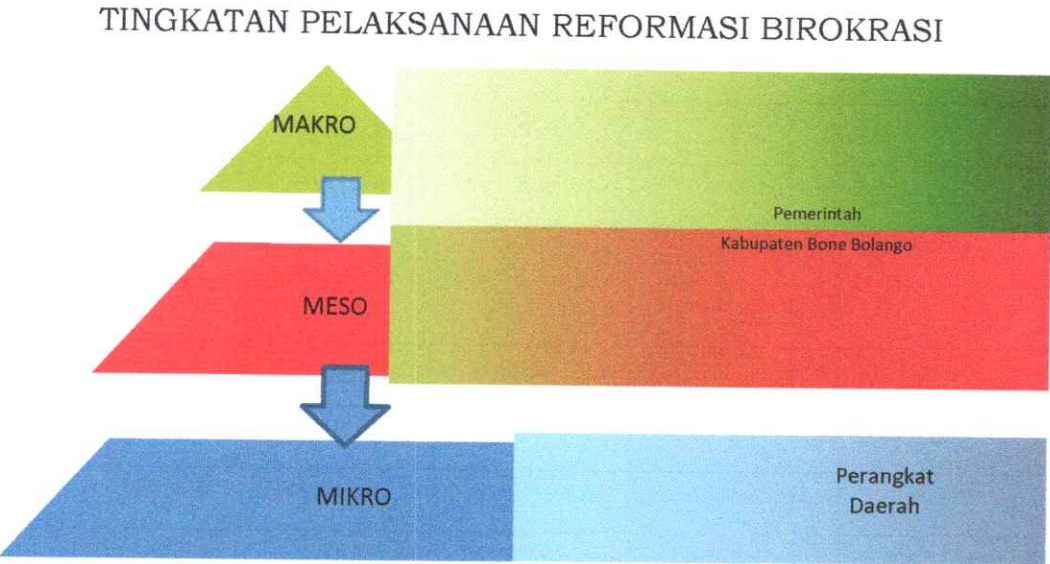 TINGKATAN PELAKSANAAN REFORMASI BIROKRASI
MAKRO
Pemerintah
Kabupaten Bone Bolango
MESO
MIKRO
Perangkat
Daerah